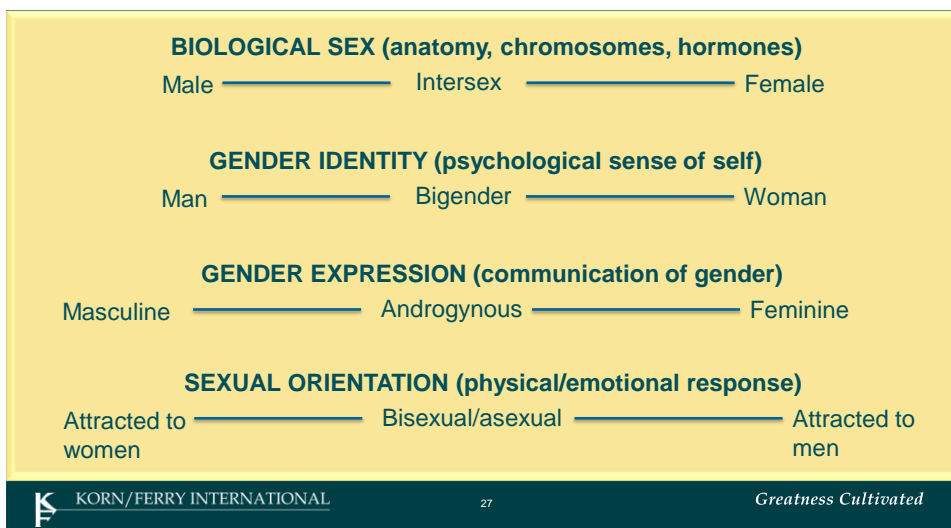 BIOLOGICAL SEX (anatomy, chromosomes, hormones)
Male Intersex Female
GENDER IDENTITY (psychological sense of self)
Man Bigender Woman
GENDER EXPRESSION (communication of gender)
Masculine Androgynous Feminine
SEXUAL ORIENTATION (physical/emotional response)
Attracted to women Bisexual/asexual Attracted to men
KF KORN/FERRY INTERNATIONAL 27 Greatness Cultivated